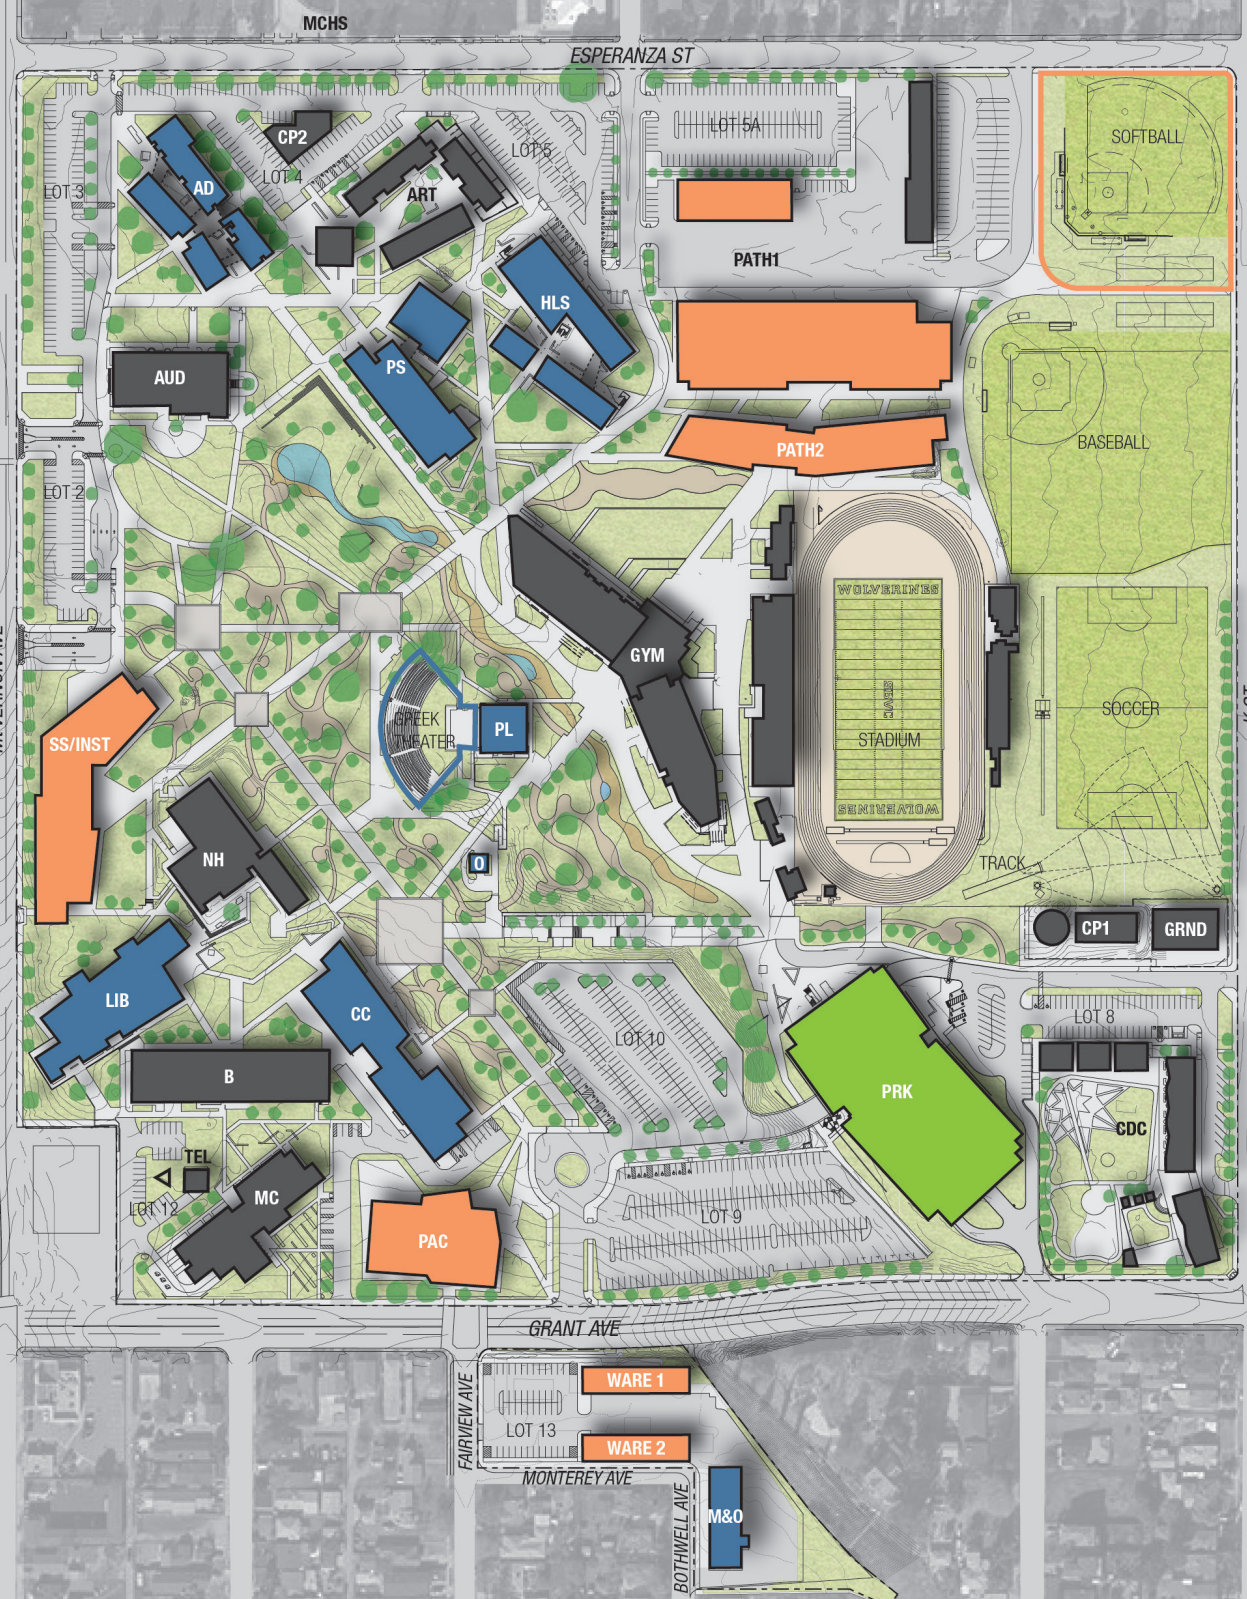 MCHS
ESPERANZA ST
SOFTBALL
LOT 5A
CP2
LOT 5
LOT 4
AD
LOT 3
ART
PATH1
HLS
PS
AUD
BASEBALL
PATH2
LOT 2
WOLVERINES
GYM
SBVC
GREEK
THEATER
PL
SOCCER
STADIUM
SS/INST
WOLVERINES
NH
O
TRACK
CP1
GRND
LIB
CC
LOT 8
LOT 10
B
PRK
CDC
TEL
MC
LOT 12
LOT 9
PAC
GRANT AVE
WARE 1
FAIRVIEW AVE
LOT 13
WARE 2
MONTEREY AVE
BOTHWELL AVE
M&O